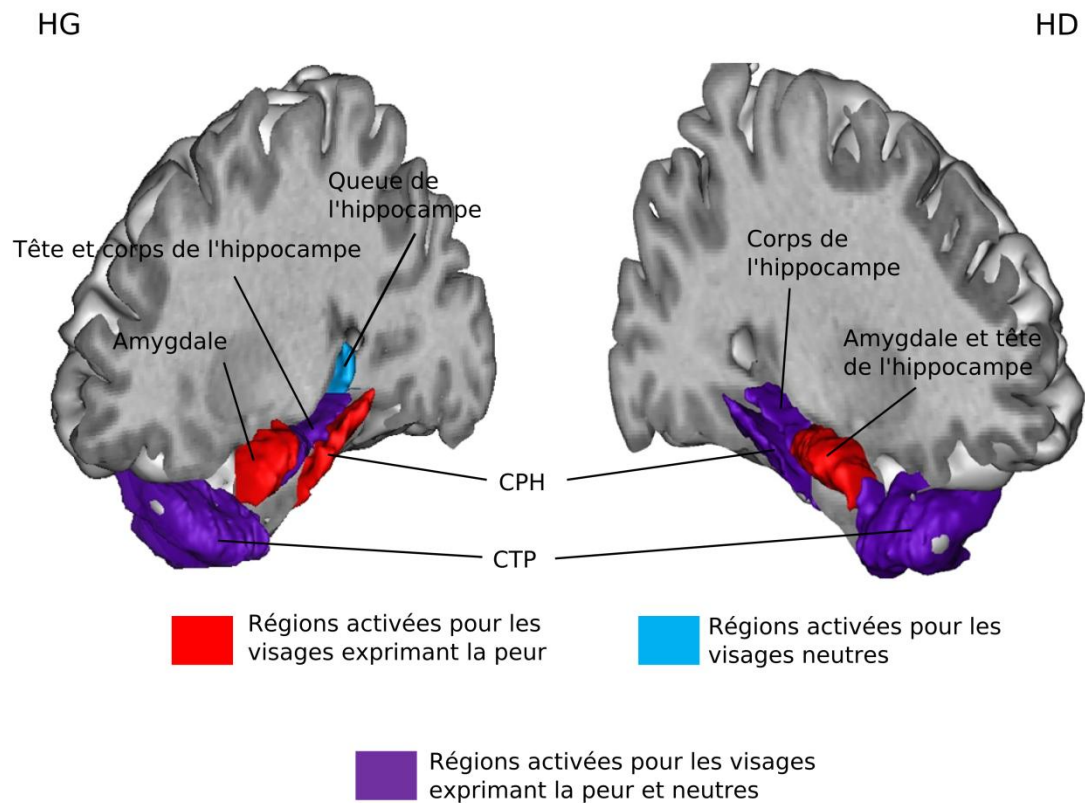 HG
HD
Queue de
l'hippocampe
Tête et corps de l'hippocampe
Corps de
l'hippocampe
Amygdale
Amygdale et tête
de l'hippocampe
CPH
CTP
Régions activées pour les
visages exprimant la peur
Régions activées pour les
visages neutres
Régions activées pour les visages
exprimant la peur et neutres